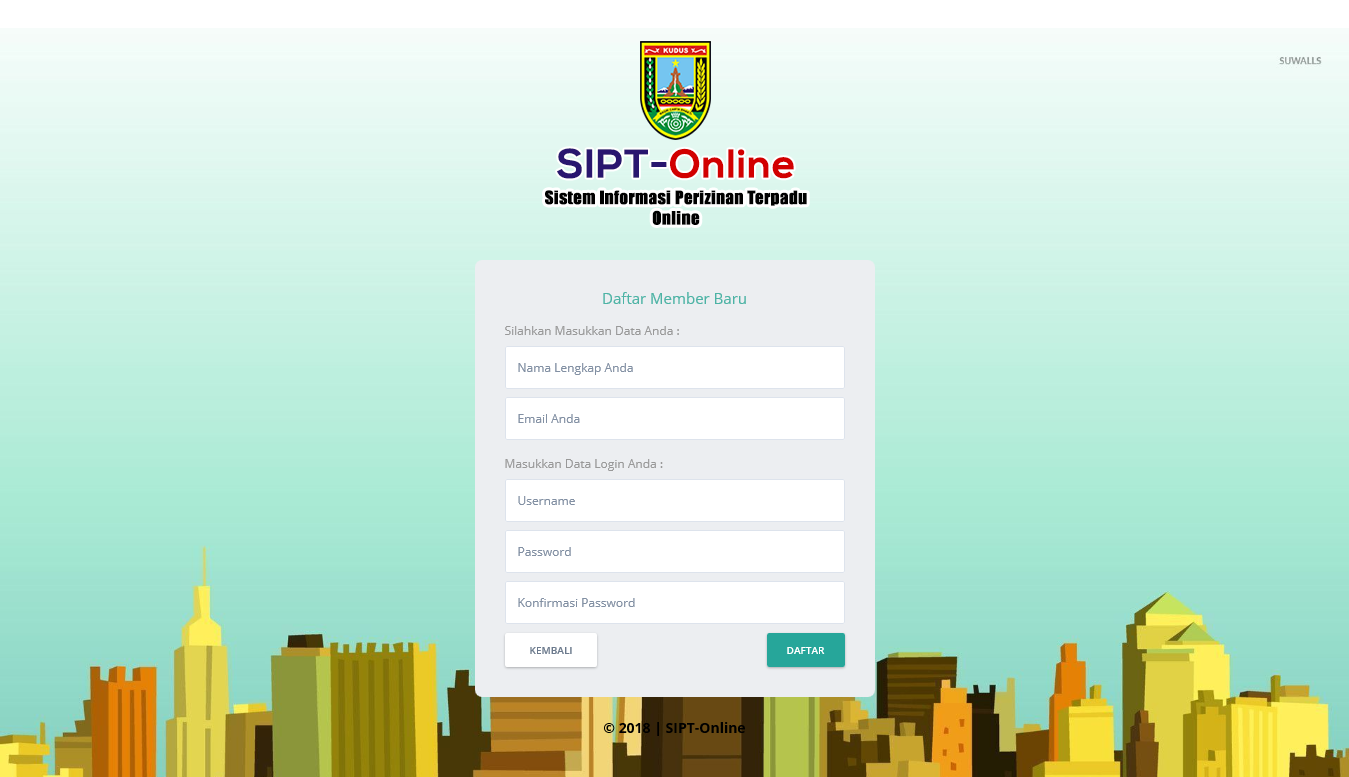 KUDUS
SUWALLS
SIPT-Online
Sistem Informasi Perizinan Terpadu
Online
Daftar Member Baru
Silahkan Masukkan Data Anda :
Nama Lengkap Anda
Email Anda
Masukkan Data Login Anda :
Username
Password
Konfirmasi Password
KEMBALI
DAFTAR
© 2018 | SIPT-Online